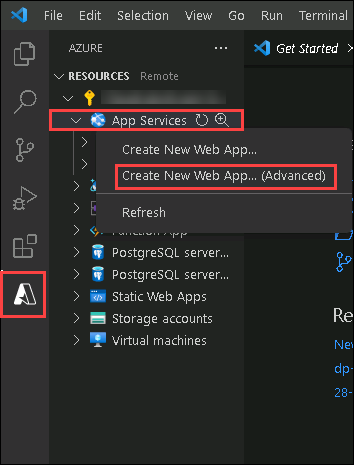 File Edit Selection View Go Run Terminal
AZURE
Get Started
RESOURCES Remote
App Services
Create New Web App...
Create New Web App... (Advanced)
Refresh
Function App
PostgreSQL server...
PostgreSQL server...
Static Web Apps
Storage accounts
Virtual machines
Re
New
dp-
28-